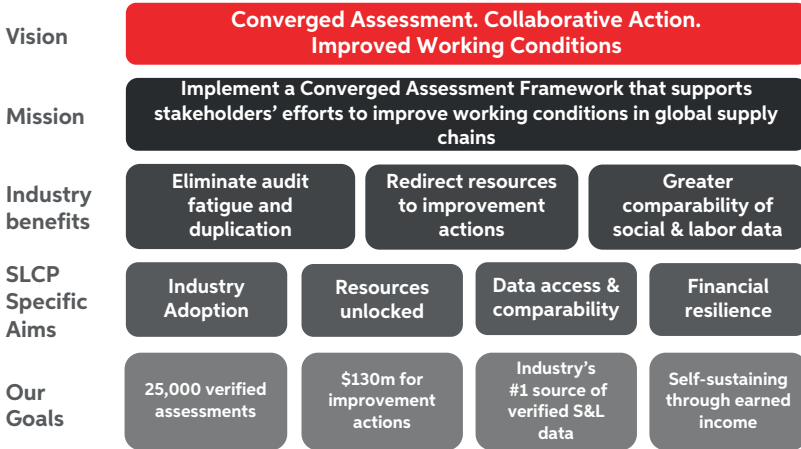 Vision
Converged Assessment. Collaborative Action.
Improved Working Conditions
Mission
Implement a Converged Assessment Framework that supports
stakeholders’ efforts to improve working conditions in global supply
chains
Industry
benefits
Eliminate audit
fatigue and
duplication
Redirect resources
to improvement
actions
Greater
comparability of
social & labor data
SLCP
Specific
Aims
Industry
Adoption
Resources
unlocked
Data access &
comparability
Financial
resilience
Our
Goals
25,000 verified
assessments
$130m for
improvement
actions
Industry’s
#1 source of
verified S&L
data
Self-sustaining
through earned
income